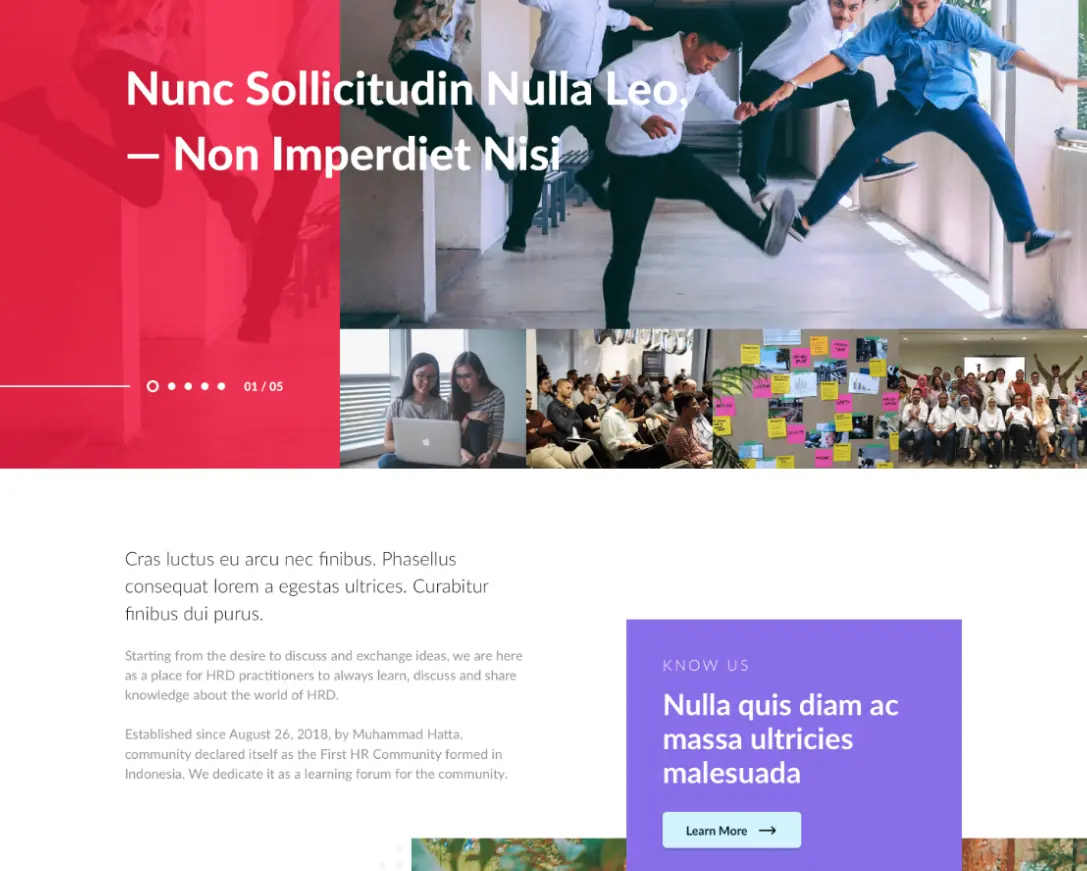 Nunc Sollicitudin Nulla Leo,
— Non Imperdiet Nisi
01 / 05
Cras luctus eu arcu nec finibus. Phasellus
consequat lorem a egestas ultrices. Curabitur
finibus dui purus.
Starting from the desire to discuss and exchange ideas, we are here
as a place for HRD practitioners to always learn, discuss and share
knowledge about the world of HRD.
Established since August 26, 2018, by Muhammad Hatta,
community declared itself as the First HR Community formed in
Indonesia. We dedicate it as a learning forum for the community.
KNOW US
Nulla quis diam ac
massa ultricies
malesuada
Learn More